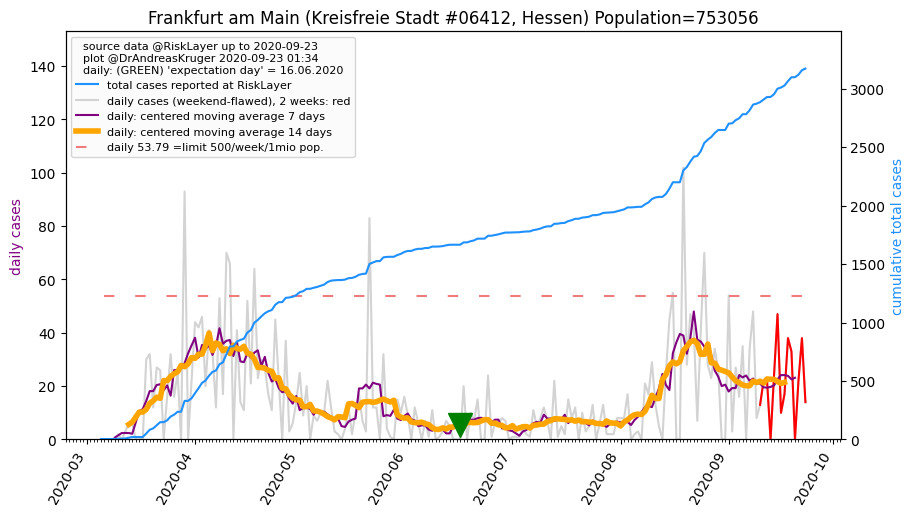 Frankfurt am Main (Kreisfreie Stadt #06412, Hessen) Population=753056
source data @RiskLayer up to 2020-09-23
plot @DrAndreasKruger 2020-09-23 01:34
daily: (GREEN) 'expectation day' = 16.06.2020
total cases reported at RiskLayer
daily cases (weekend-flawed), 2 weeks: red
daily: centered moving average 7 days
daily: centered moving average 14 days
daily 53.79 =limit 500/week/1mio pop.
daily cases
140
120
100
80
60
40
20
0
cumulative total cases
3000
2500
2000
1500
1000
500
0
2020-03
2020-04
2020-05
2020-06
2020-07
2020-08
2020-09
2020-10